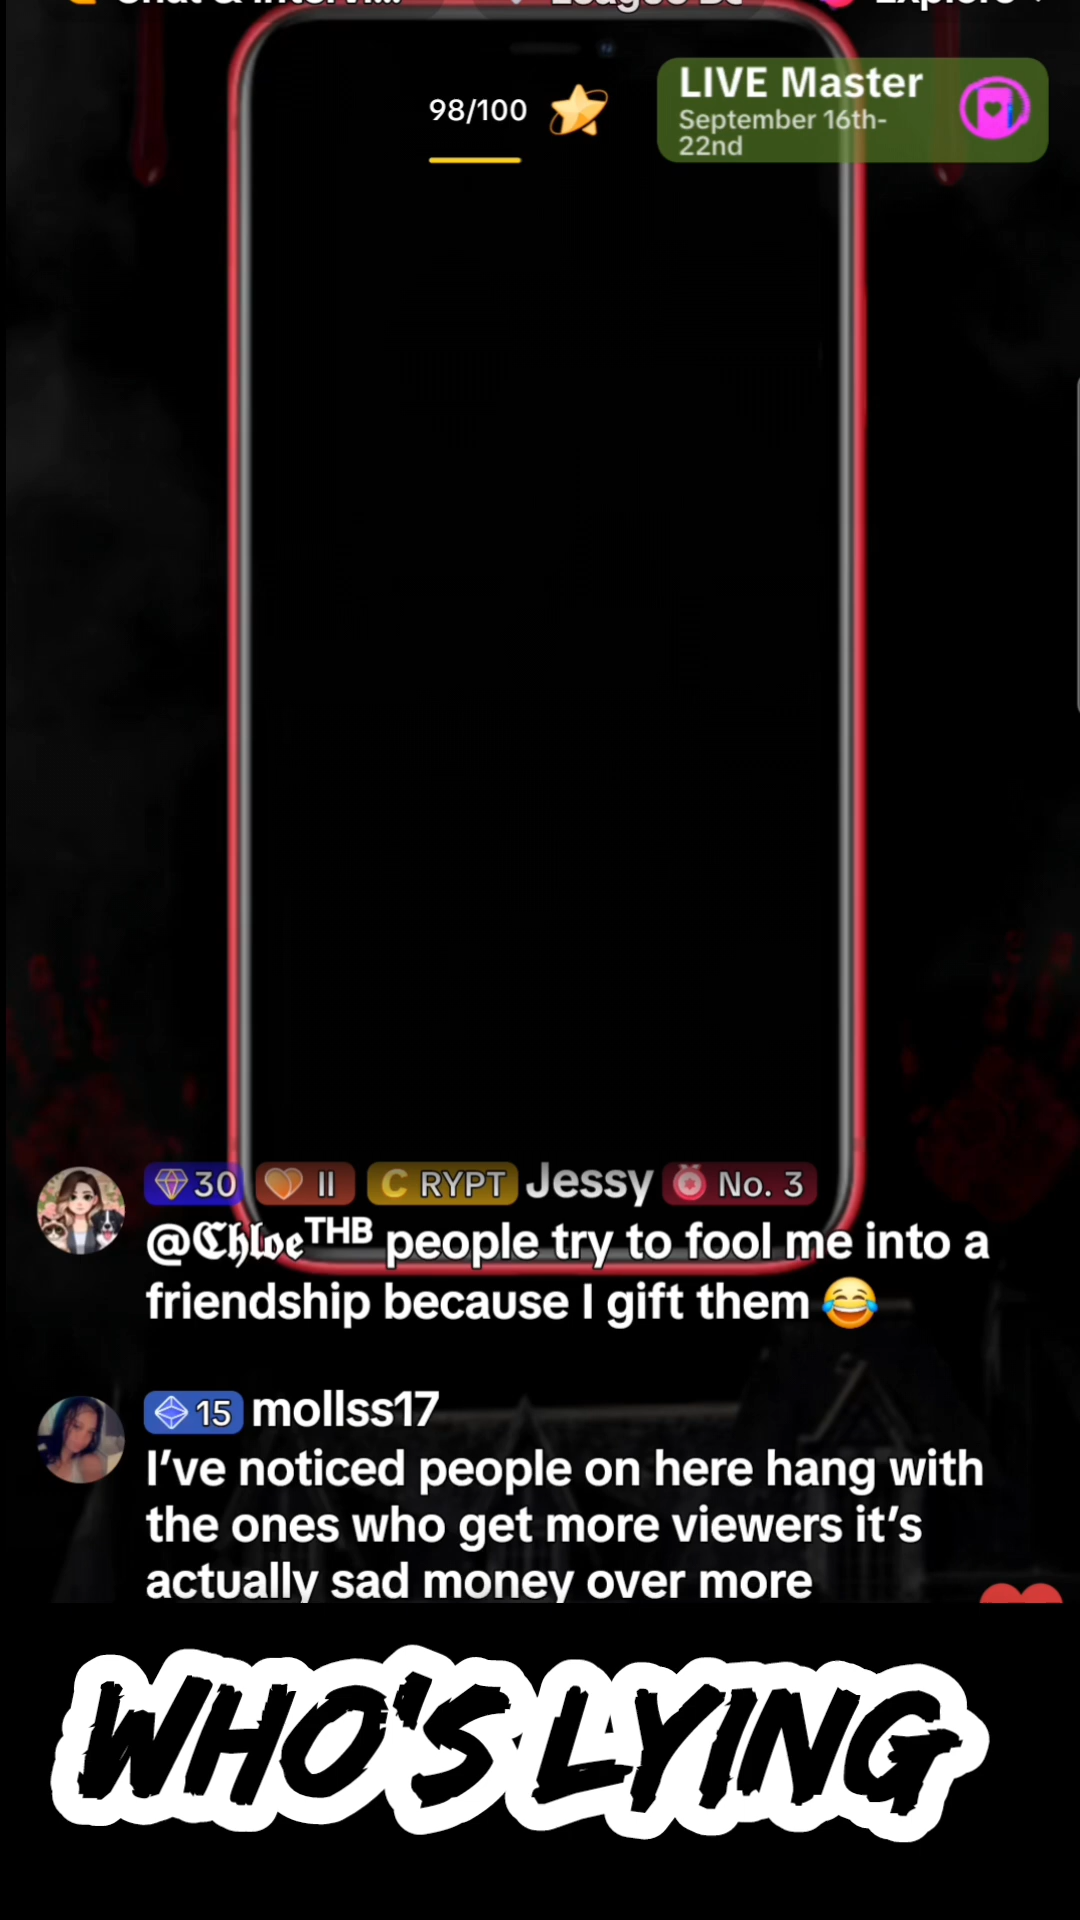 98/100
LIVE Master
September 16th-
22nd
30 II C RYPT Jessy No. 3
@𝕮𝖍𝖑𝖔𝖊ᵀᴴᴮ people try to fool me into a
friendship because I gift them 😂
15 mollss17
I’ve noticed people on here hang with
the ones who get more viewers it’s
actually sad money over more
WHO'S LYING